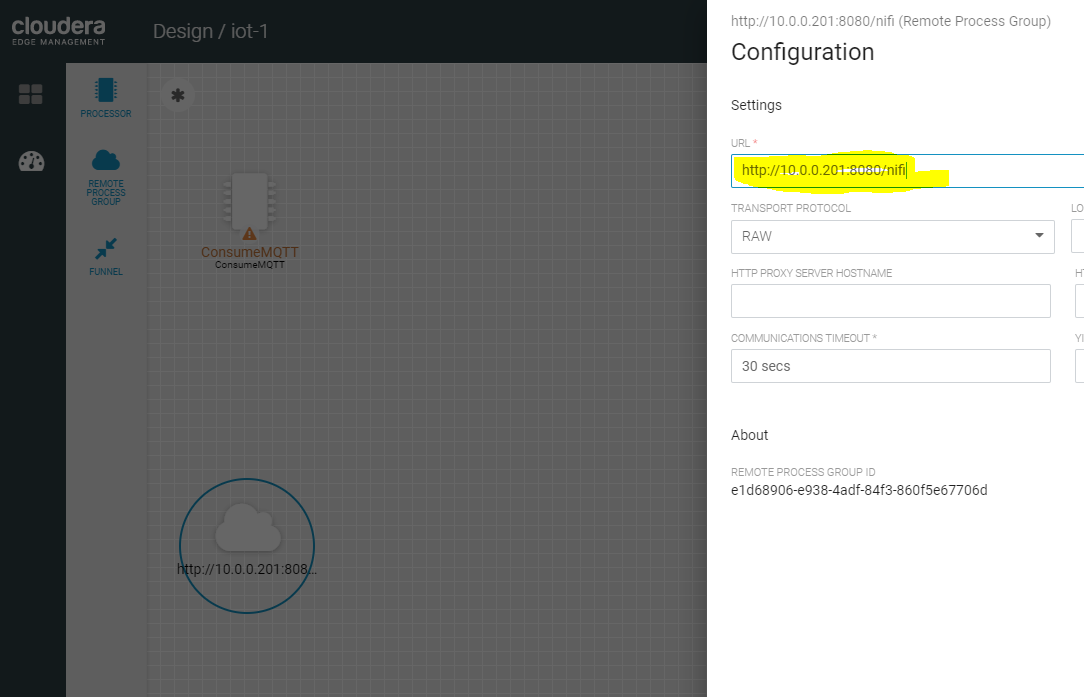 cloudera
EDGE MANAGEMENT
Design / iot-1
PROCESSOR
REMOTE
PROCESS
GROUP
FUNNEL
ConsumeMQTT
ConsumeMQTT
http://10.0.0.201:808...
http://10.0.0.201:8080/nifi (Remote Process Group)
Configuration
Settings
URL *
http://10.0.0.201:8080/nifi
TRANSPORT PROTOCOL LO
RAW
HTTP PROXY SERVER HOSTNAME
COMMUNICATIONS TIMEOUT * YI
30 secs
About
REMOTE PROCESS GROUP ID
e1d68906-e938-4adf-84f3-860f5e67706d